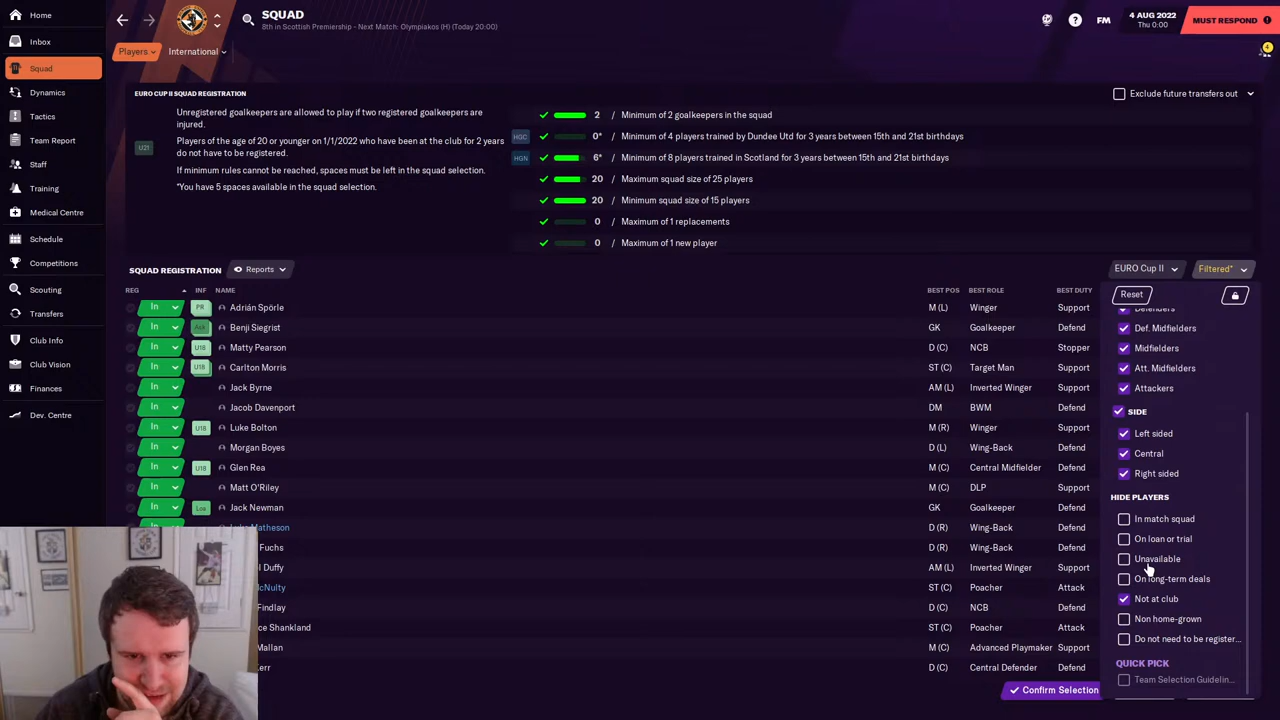 Home
Inbox
Squad
Dynamics
Tactics
Team Report
Staff
Training
Medical Centre
Schedule
Competitions
Scouting
Transfers
Club Info
Club Vision
Finances
Dev. Centre
SQUAD
8th in Scottish Premiership - Next Match: Olympiakos (H) (Today 20:00)
FM
4 AUG 2022
Thu 0:00
MUST RESPOND
Players
International
EURO CUP II SQUAD REGISTRATION
Unregistered goalkeepers are allowed to play if two registered goalkeepers are
injured.
U21
Players of the age of 20 or younger on 1/1/2022 who have been at the club for 2 years
do not have to be registered.
If minimum rules cannot be reached, spaces must be left in the squad selection.
*You have 5 spaces available in the squad selection.
Exclude future transfers out
2 / Minimum of 2 goalkeepers in the squad
HGC 0* / Minimum of 4 players trained by Dundee Utd for 3 years between 15th and 21st birthdays
HGN 6* / Minimum of 8 players trained in Scotland for 3 years between 15th and 21st birthdays
20 / Maximum squad size of 25 players
20 / Minimum squad size of 15 players
0 / Maximum of 1 replacements
0 / Maximum of 1 new player
SQUAD REGISTRATION Reports
EURO Cup II Filtered*
REG INF NAME BEST POS BEST ROLE BEST DUTY
In PR Adrián Spörle M (L) Winger Support
In Benji Siegrist GK Goalkeeper Defend
In U18 Matty Pearson D (C) NCB Stopper
In U18 Carlton Morris ST (C) Target Man Support
In Jack Byrne AM (L) Inverted Winger Support
In Jacob Davenport DM BWM Defend
In U18 Luke Bolton M (R) Winger Support
In Morgan Boyes D (L) Wing-Back Defend
In U18 Glen Rea M (C) Central Midfielder Defend
In Matt O'Riley M (C) DLP Support
In Loa Jack Newman GK Goalkeeper Defend
Luke Matheson D (R) Wing-Back Defend
Fuchs D (R) Wing-Back Defend
Duffy AM (L) Inverted Winger Support
McNulty ST (C) Poacher Attack
Findlay D (C) NCB Defend
Shankland ST (C) Poacher Attack
Mallan M (C) Advanced Playmaker Support
D (C) Central Defender Defend
Confirm Selection
Reset
Defenders
Def. Midfielders
Midfielders
Att. Midfielders
Attackers
SIDE
Left sided
Central
Right sided
HIDE PLAYERS
In match squad
On loan or trial
Unavailable
On long-term deals
Not at club
Non home-grown
Do not need to be register...
QUICK PICK
Team Selection Guidelin...